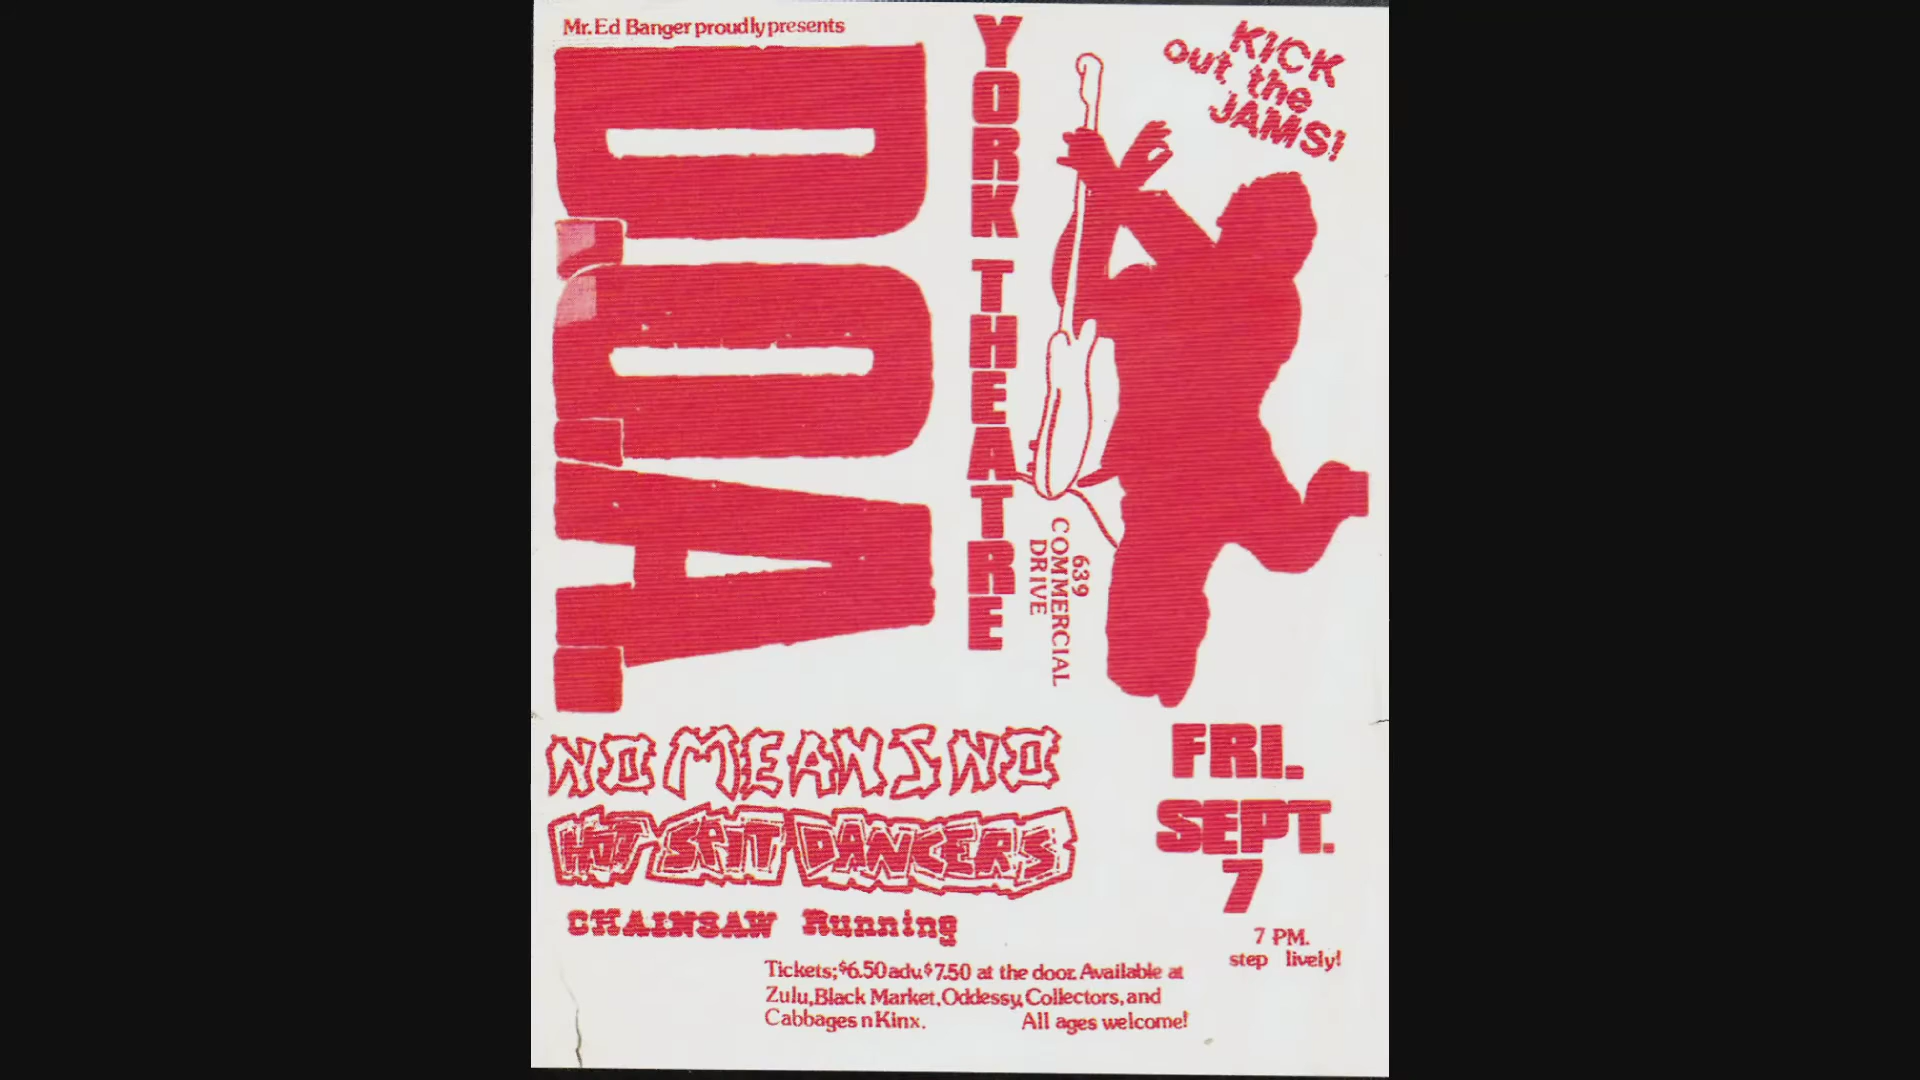 Mr. Ed Banger proudly presents
D.O.A.
YORK THEATRE
639
COMMERCIAL
DRIVE
KICK
out the
JAMS!
NO MEANS NO
HOT SPIT DANCERS
CHAINSAW Running
FRI.
SEPT.
7
7 PM.
step lively!
Tickets; $6.50 adv. $7.50 at the door. Available at
Zulu, Black Market, Oddessy, Collectors, and
Cabbages n Kinx. All ages welcome!